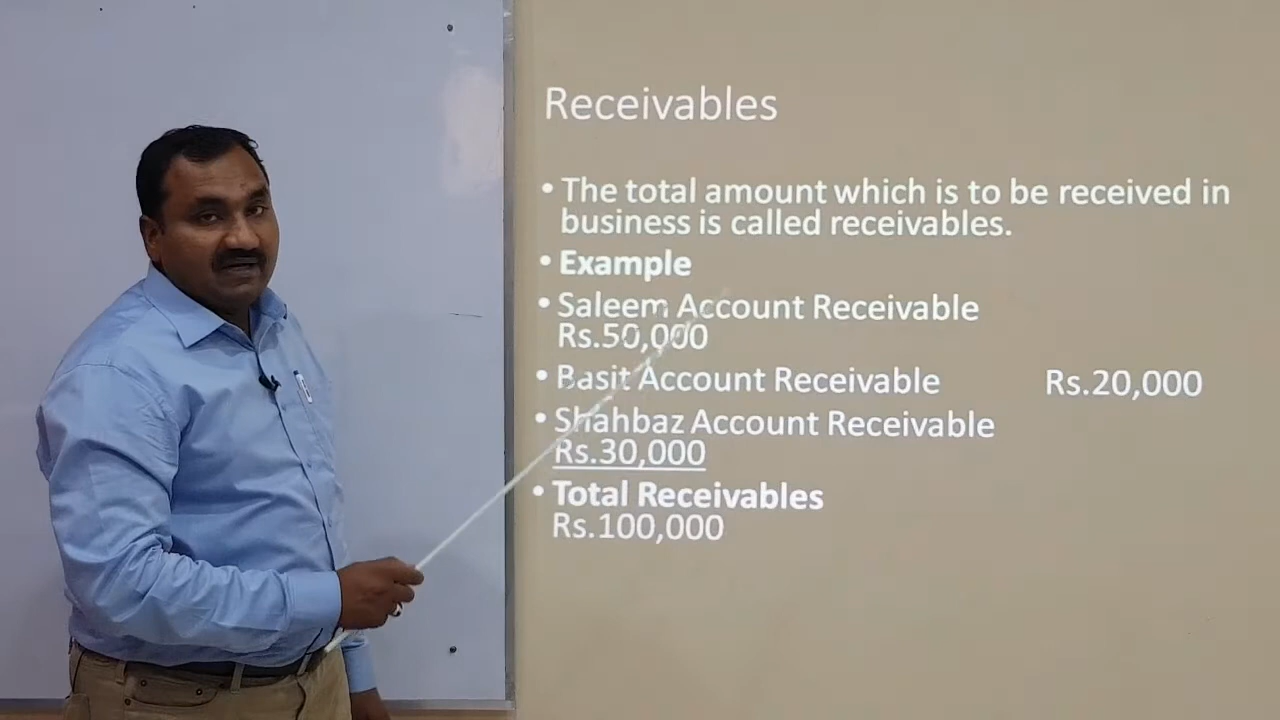 Receivables
• The total amount which is to be received in
business is called receivables.
• Example
• Saleem Account Receivable
Rs.50,000
• Basit Account Receivable Rs.20,000
• Shahbaz Account Receivable
Rs.30,000
• Total Receivables
Rs.100,000